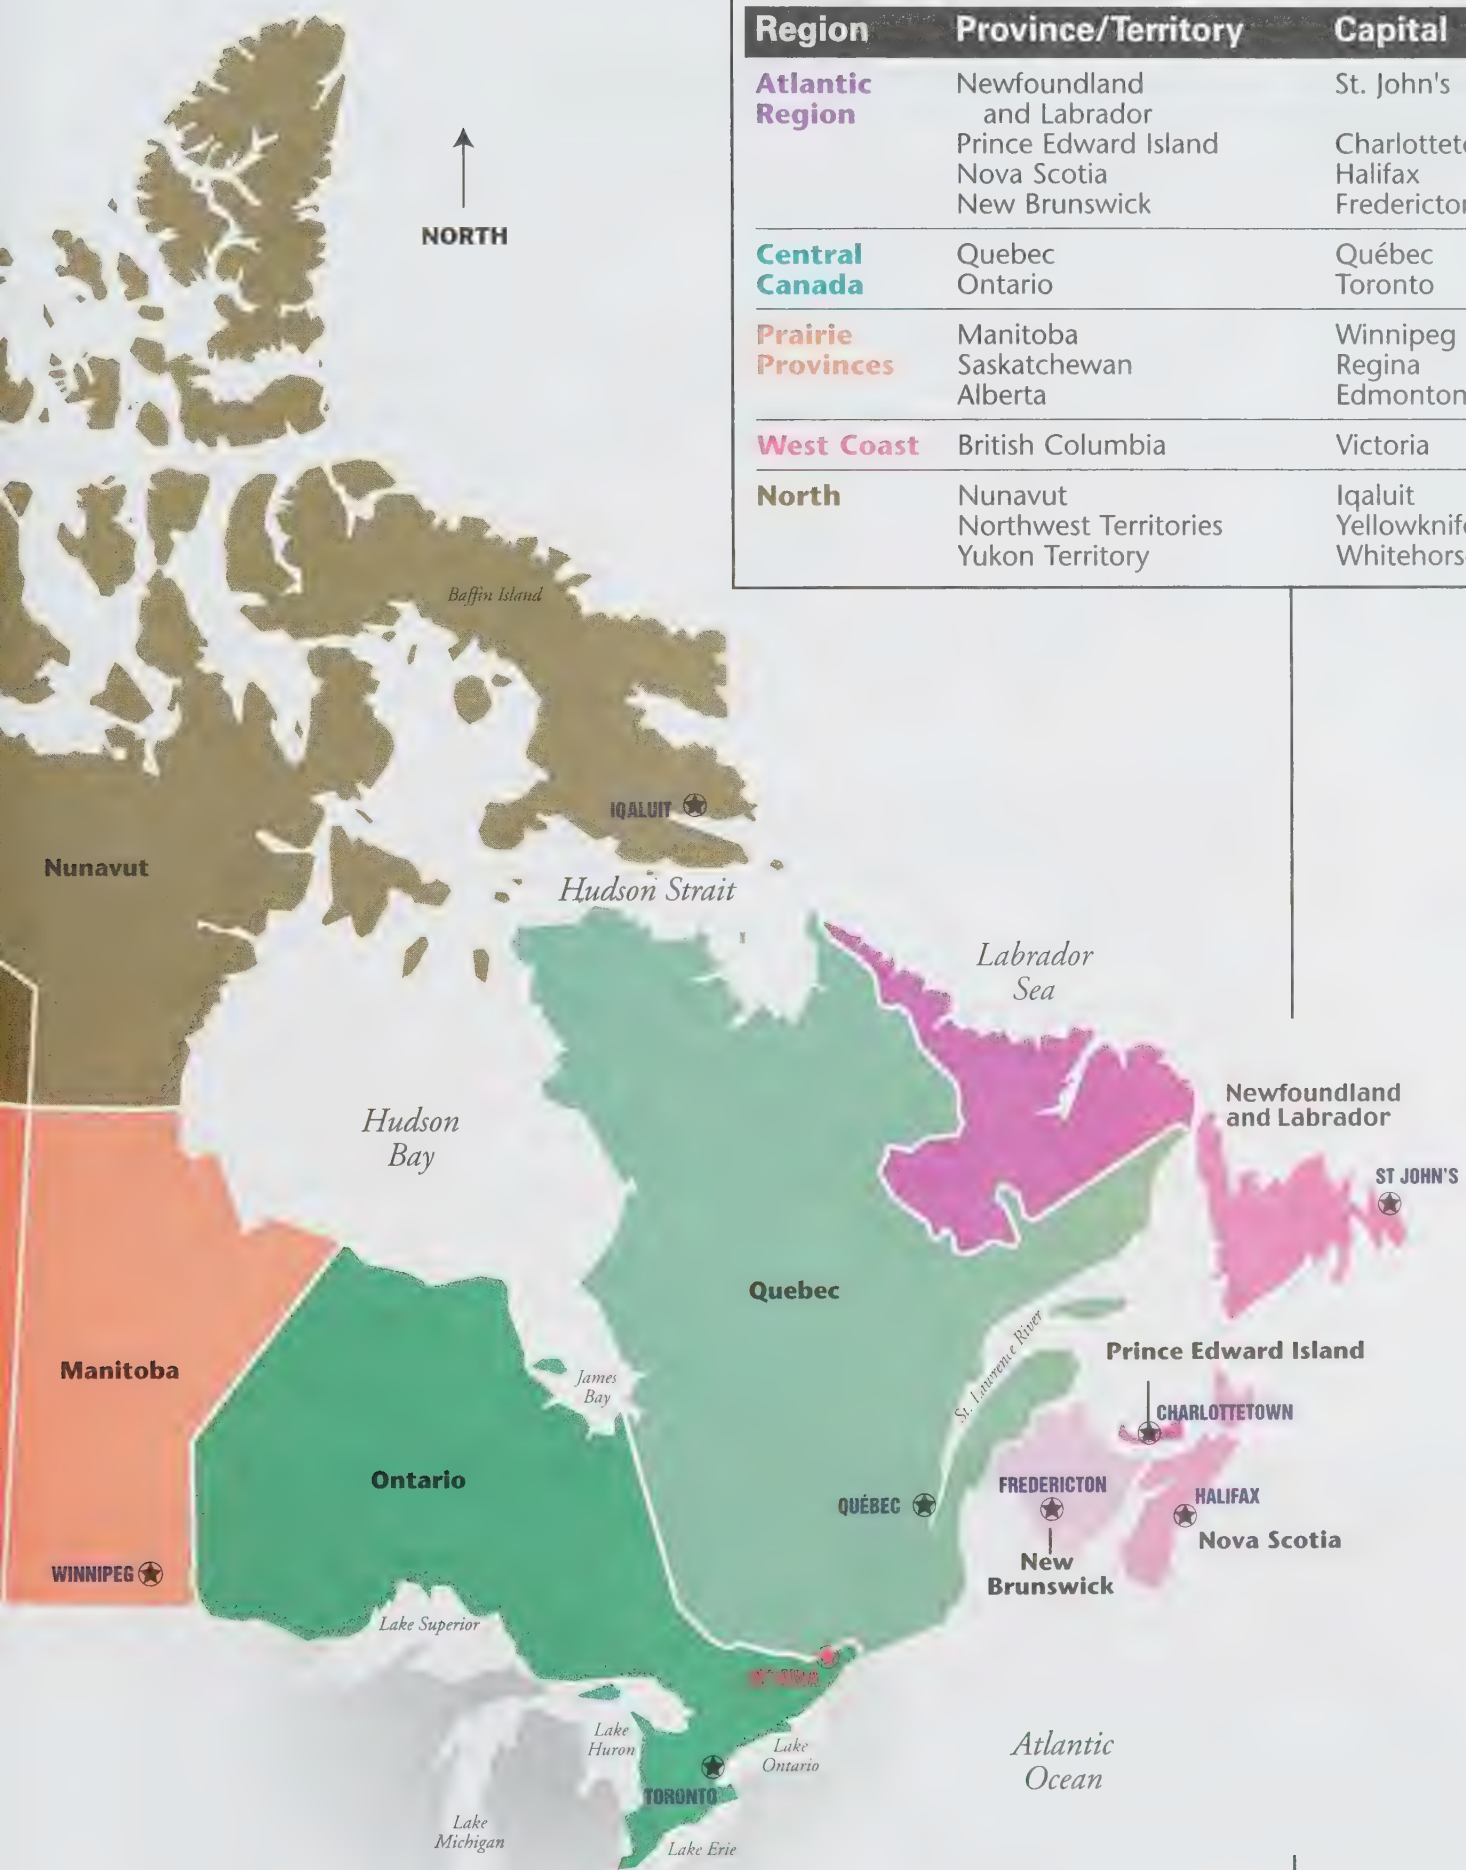 Region Province/Territory Capital
Atlantic Region Newfoundland and Labrador St. John's
Prince Edward Island
Nova Scotia Halifax
New Brunswick
Central Canada Quebec Québec
Ontario Toronto
Prairie Provinces Manitoba Winnipeg
Saskatchewan Regina
Alberta Edmonton
West Coast British Columbia Victoria
North Nunavut Iqaluit
Northwest Territories
Yukon Territory
NORTH
Baffin Island
IQALUIT
Nunavut
Hudson Strait
Labrador
Sea
Newfoundland
and Labrador
Hudson
Bay
ST JOHN'S
Quebec
St. Lawrence River
Prince Edward Island
Manitoba
James
Bay
CHARLOTTETOWN
Ontario
FREDERICTON
QUÉBEC
HALIFAX
Nova Scotia
New
Brunswick
WINNIPEG
Lake Superior
Lake
Huron
Lake
Ontario
Atlantic
Ocean
TORONTO
Lake
Michigan
Lake Erie